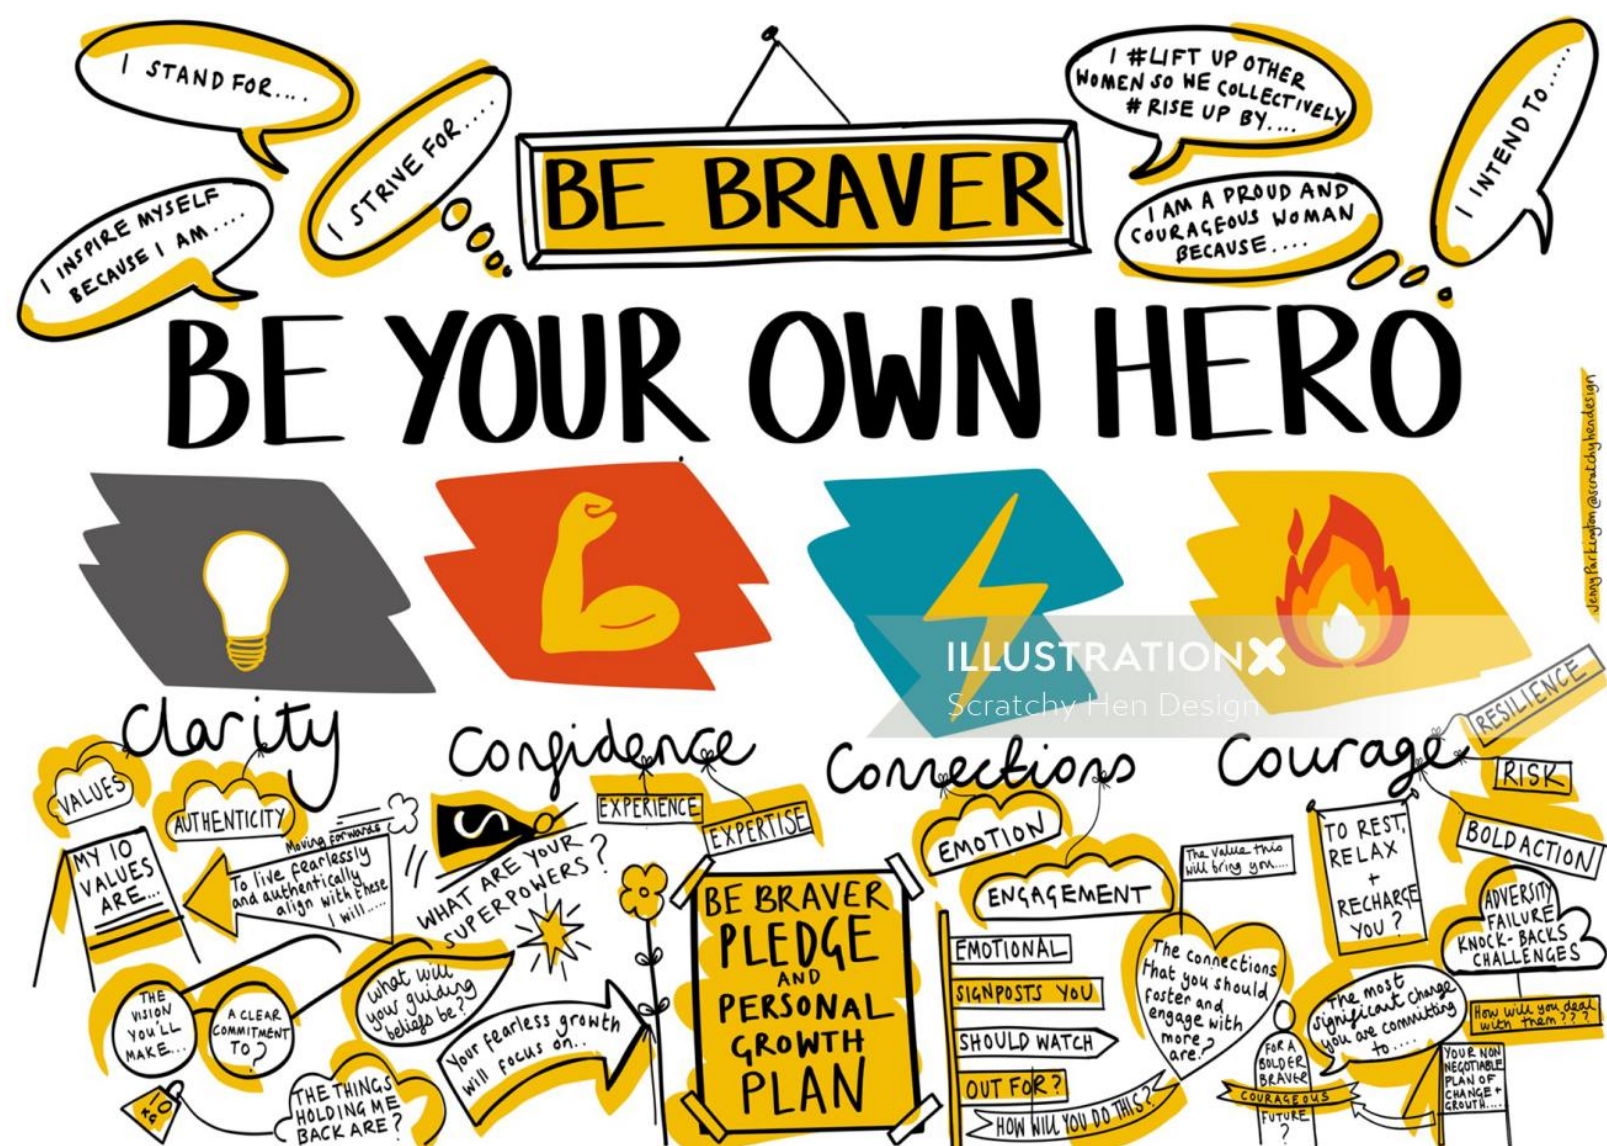 I STAND FOR....
I STRIVE FOR....
I INSPIRE MYSELF
BECAUSE I AM....
BE BRAVER
I #LIFT UP OTHER
WOMEN SO WE COLLECTIVELY
# RISE UP BY....
I AM A PROUD AND
COURAGEOUS WOMAN
BECAUSE....
I INTEND TO.....
BE YOUR OWN HERO
Jenny Parkington @scratchyhendesign
ILLUSTRATIONX
Scratchy Hen Design
Clarity
VALUES
AUTHENTICITY
MY 10
VALUES
ARE...
Moving forwards
To live fearlessly
and authentically
align with these
I will.....
THE
VISION
YOU'LL
MAKE...
A CLEAR
COMMITMENT
TO?
10
KG
THE THINGS
HOLDING ME
BACK ARE?
Confidence
EXPERIENCE
EXPERTISE
S
WHAT ARE YOUR
SUPERPOWERS?
What will
your guiding
beliefs be?
Your fearless growth
will focus on..
BE BRAVER
PLEDGE
AND
PERSONAL
GROWTH
PLAN
Connections
EMOTION
ENGAGEMENT
EMOTIONAL
SIGNPOSTS YOU
SHOULD WATCH
OUT FOR?
HOW WILL YOU DO THIS?
The value this
will bring you....
The connections
that you should
foster and
engage with
more
are?
Courage
RESILIENCE
RISK
BOLD ACTION
TO REST,
RELAX
+
RECHARGE
YOU?
ADVERSITY
FAILURE
KNOCK-BACKS
CHALLENGES
How will you deal
with them???
The most
significant change
you are committing
to....
FOR A
BOLDER
BRAVER
COURAGEOUS
FUTURE
?
YOUR NON
NEGOTIABLE
PLAN OF
CHANGE +
GROWTH....